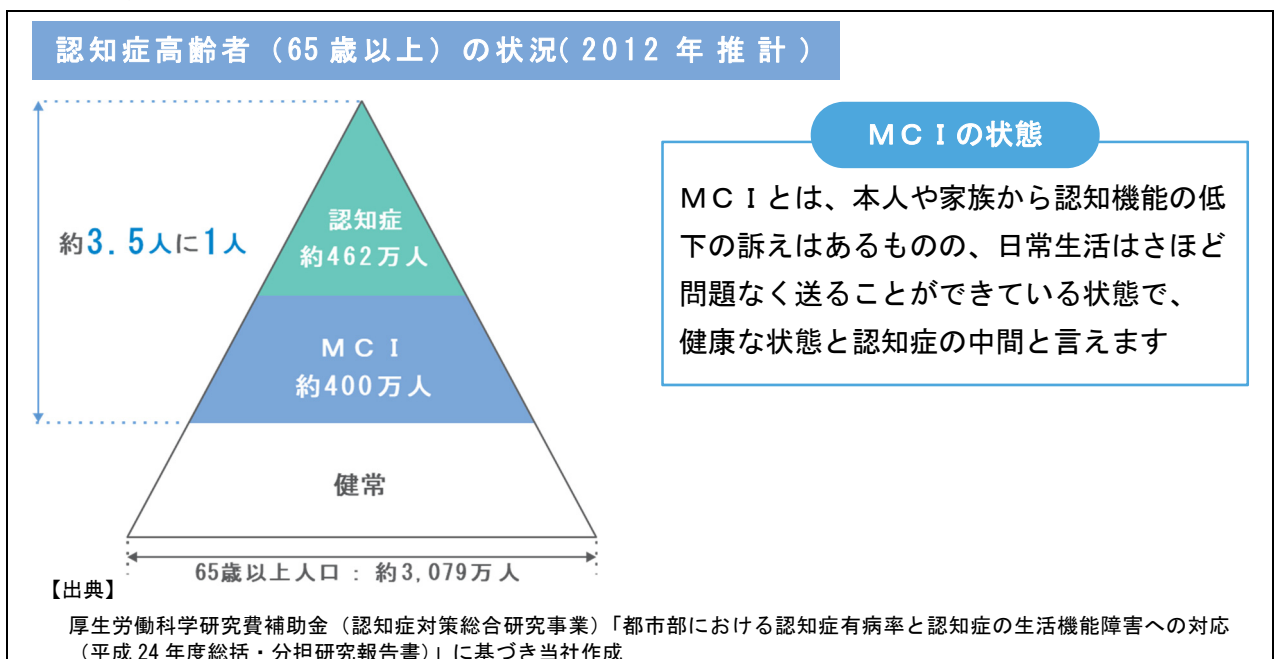 認知症高齢者（65歳以上）の状況(2012年推計)
約3.5人に1人
認知症
約462万人
ＭＣＩ
約400万人
健常
65歳以上人口：約3,079万人
ＭＣＩの状態
ＭＣＩとは、本人や家族から認知機能の低
下の訴えはあるものの、日常生活はさほど
問題なく送ることができている状態で、
健康な状態と認知症の中間と言えます
【出典】
厚生労働科学研究費補助金（認知症対策総合研究事業）「都市部における認知症有病率と認知症の生活機能障害への対応
（平成24年度総括・分担研究報告書）」に基づき当社作成